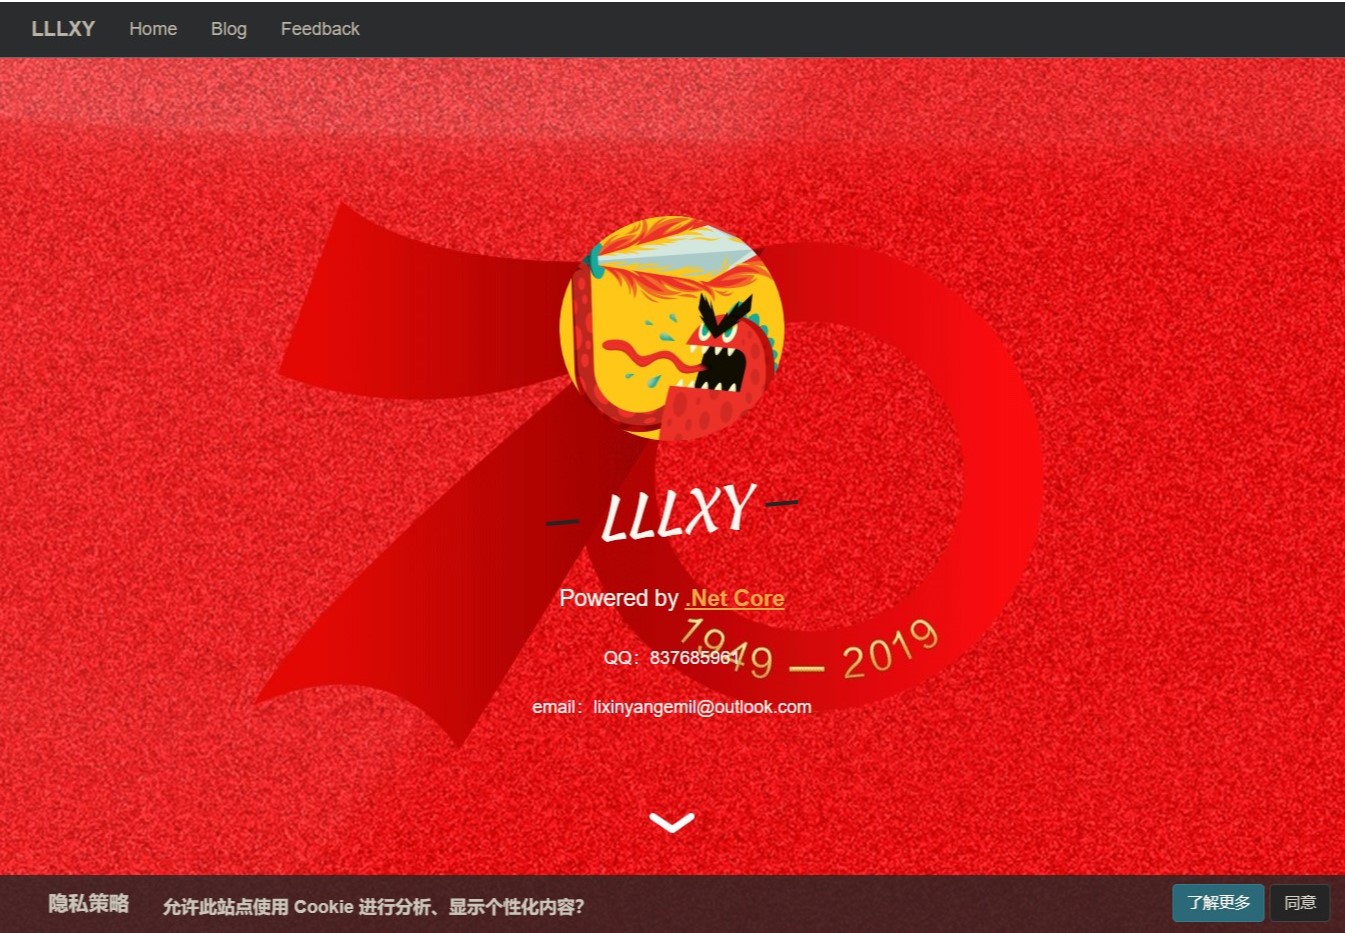 LLLXY Home Blog Feedback
LLLXY
Powered by .Net Core
1949 — 2019
QQ：837685961
email：lixinyangemil@outlook.com
隐私策略 允许此站点使用 Cookie 进行分析、显示个性化内容？ 了解更多 同意